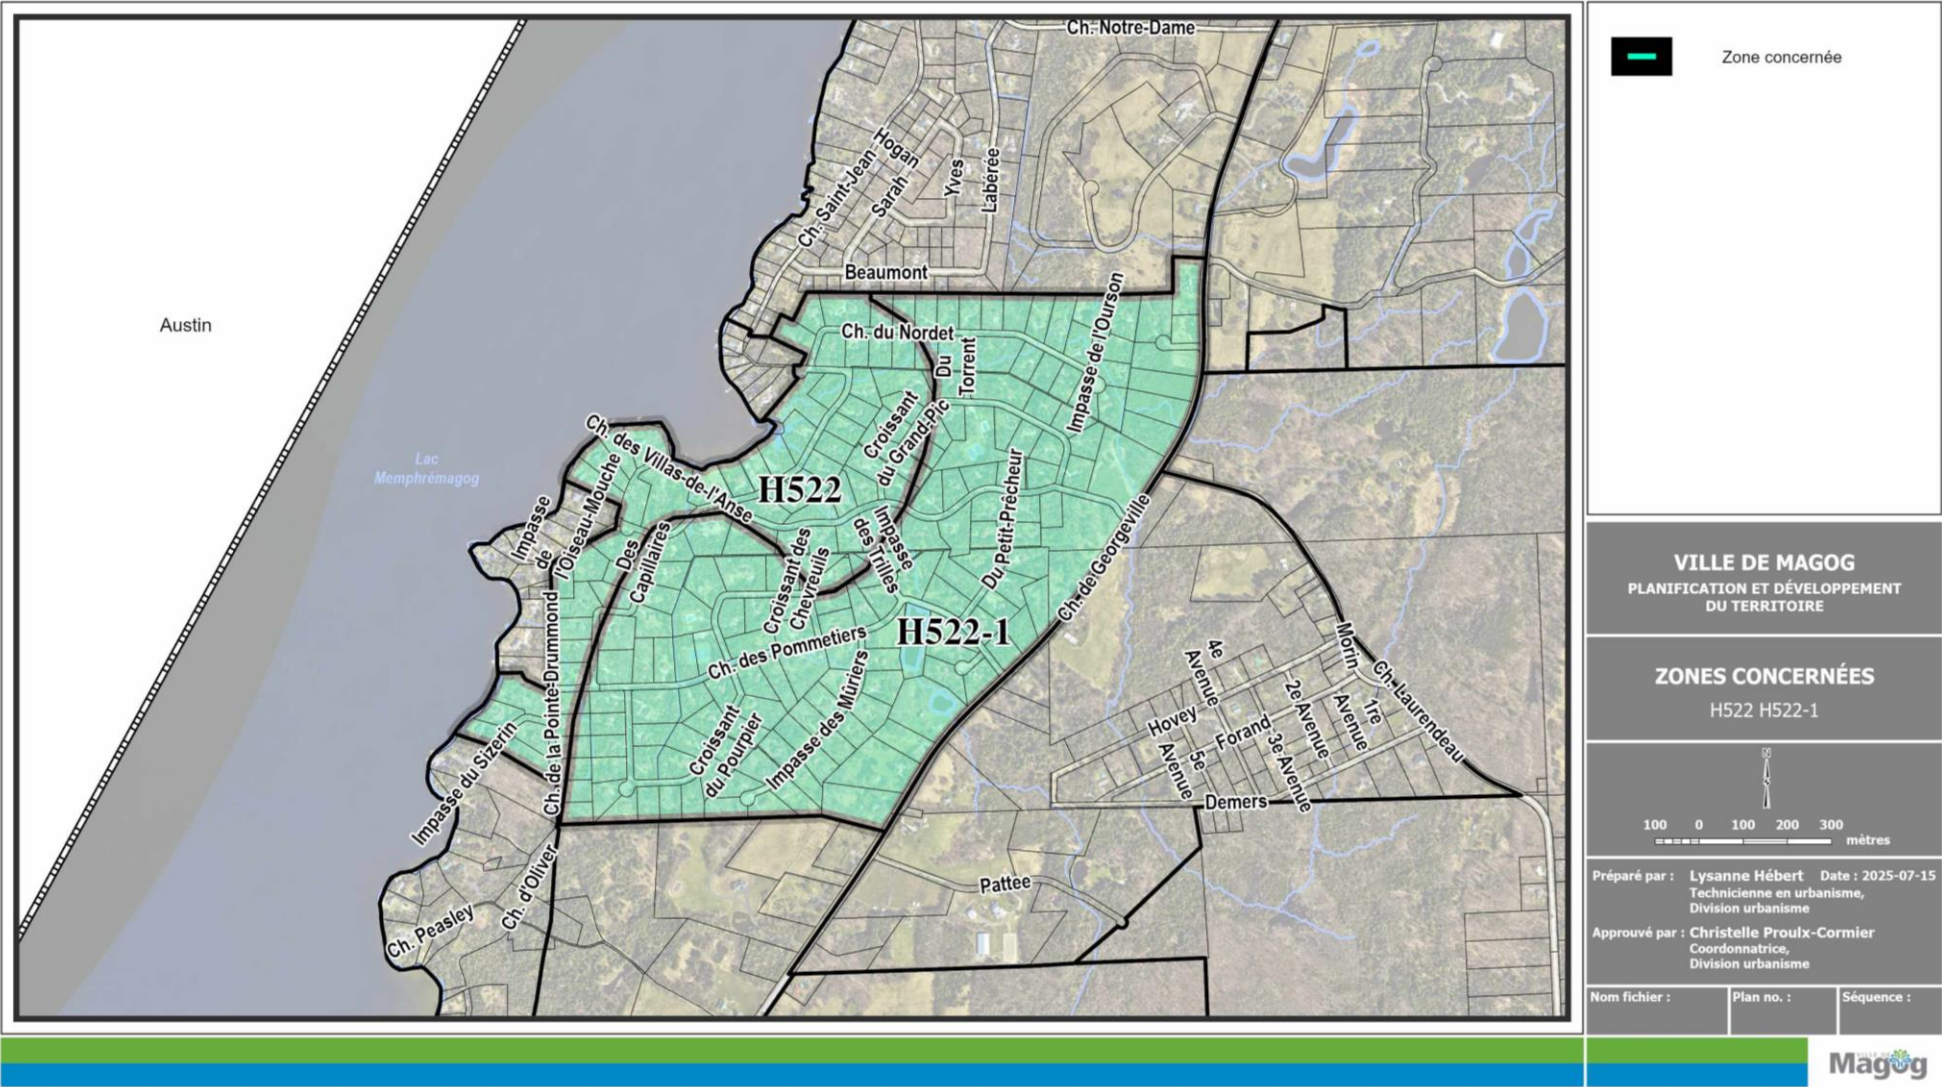 Ch. Notre-Dame
Hogan
Ch. Saint-Jean
Sarah
Yves
Labérée
Beaumont
Austin
Ch. du Nordet
Du
Torrent
Impasse de l'Ourson
Croissant
du Grand-Pic
Ch. des Villas-de-l'Anse
Lac
Memphrémagog
H522
Impasse
de
l'Oiseau-Mouche
Des
Capillaires
Croissant des
Chevreuils
Impasse
des Trilles
Du Petit-Prêcheur
Ch. de Georgeville
H522-1
Ch. de la Pointe-Drummond
Ch. des Pommetiers
Impasse des Mûriers
Croissant
du Pourpier
Impasse du Sizerin
Ch. d'Oliver
Ch. Peasley
Pattee
Morin
Ch. Laurendeau
4e
Avenue
Hovey
5e
Avenue
Forand
3e Avenue
2e Avenue
1re
Avenue
Demers
Zone concernée
VILLE DE MAGOG
PLANIFICATION ET DÉVELOPPEMENT
DU TERRITOIRE
ZONES CONCERNÉES
H522 H522-1
N
100 0 100 200 300
mètres
Préparé par : Lysanne Hébert Date : 2025-07-15
Technicienne en urbanisme,
Division urbanisme
Approuvé par : Christelle Proulx-Cormier
Coordonnatrice,
Division urbanisme
Nom fichier : Plan no. : Séquence :
VILLE DE
Magog